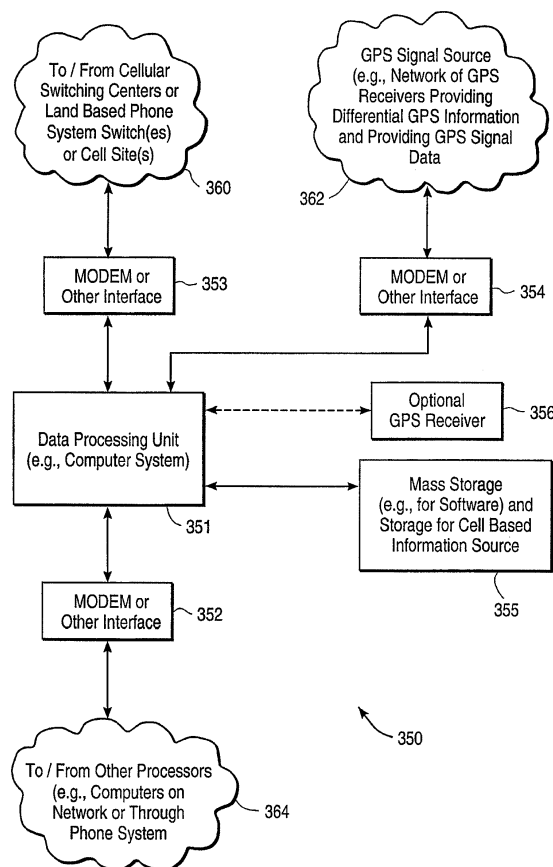 To / From Cellular
Switching Centers or
Land Based Phone
System Switch(es)
or Cell Site(s)
360
GPS Signal Source
(e.g., Network of GPS
Receivers Providing
Differential GPS Information
and Providing GPS Signal
Data
362
MODEM or
Other Interface
353
MODEM or
Other Interface
354
Data Processing Unit
(e.g., Computer System)
351
Optional
GPS Receiver
356
Mass Storage
(e.g., for Software) and
Storage for Cell Based
Information Source
355
MODEM or
Other Interface
352
350
To / From Other Processors
(e.g., Computers on
Network or Through
Phone System
364